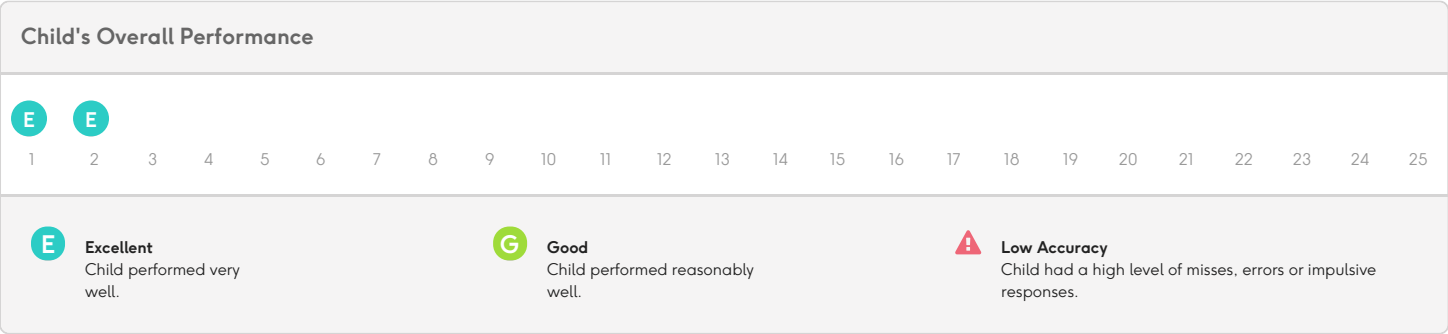 Child's Overall Performance
E E
1 2 3 4 5 6 7 8 9 10 11 12 13 14 15 16 17 18 19 20 21 22 23 24 25
E Excellent
Child performed very
well.
G Good
Child performed reasonably
well.
Low Accuracy
Child had a high level of misses, errors or impulsive
responses.